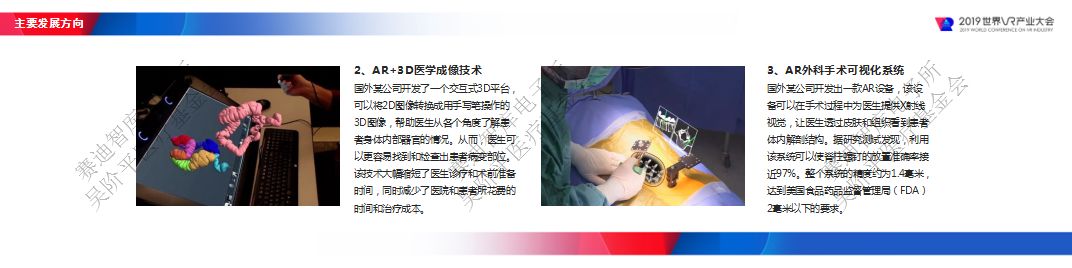 主要发展方向
2019世界VR产业大会
2019 WORLD CONFERENCE ON VR INDUSTRY
2、AR+3D医学成像技术
国外某公司开发了一个交互式3D平台，
可以将2D图像转换成用手写笔操作的
3D图像，帮助医生从各个角度了解患
者身体内部器官的情况。从而，医生可
以更容易找到和检查出患者病变部位。
该技术大幅缩短了医生诊疗和术前准备
时间，同时减少了医院和患者所花费的
时间和治疗成本。
3、AR外科手术可视化系统
国外某公司开发出一款AR设备，该设
备可以在手术过程中为医生提供X射线
视觉，让医生透过皮肤和组织看到患者
体内解剖结构。据研究测试发现，利用
该系统可以使脊柱螺钉的放置准确率接
近97%。整个系统的精度约为1.4毫米，
达到美国食品药品监督管理局（FDA）
2毫米以下的要求。
赛迪智库
吴阶平